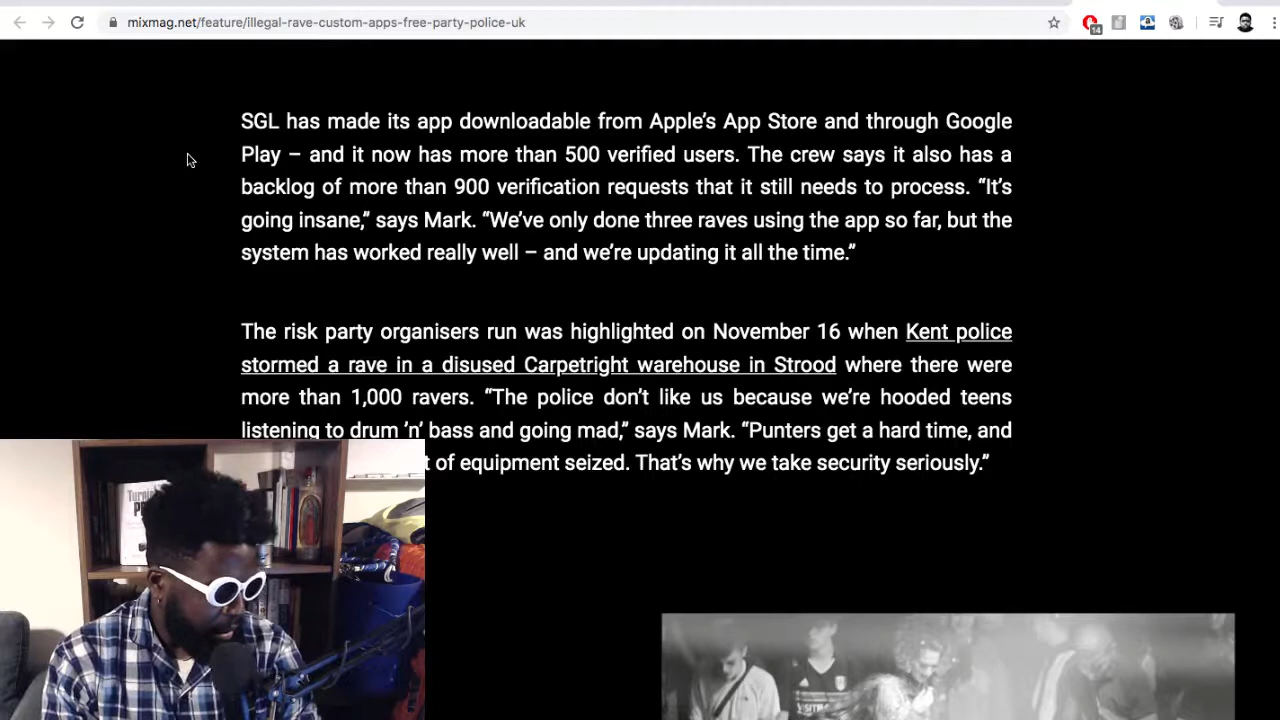 mixmag.net/feature/illegal-rave-custom-apps-free-party-police-uk
14
SGL has made its app downloadable from Apple’s App Store and through Google
Play – and it now has more than 500 verified users. The crew says it also has a
backlog of more than 900 verification requests that it still needs to process. “It’s
going insane,” says Mark. “We’ve only done three raves using the app so far, but the
system has worked really well – and we’re updating it all the time.”
The risk party organisers run was highlighted on November 16 when Kent police
stormed a rave in a disused Carpetright warehouse in Strood where there were
more than 1,000 ravers. “The police don’t like us because we’re hooded teens
listening to drum ’n’ bass and going mad,” says Mark. “Punters get a hard time, and
of equipment seized. That’s why we take security seriously.”